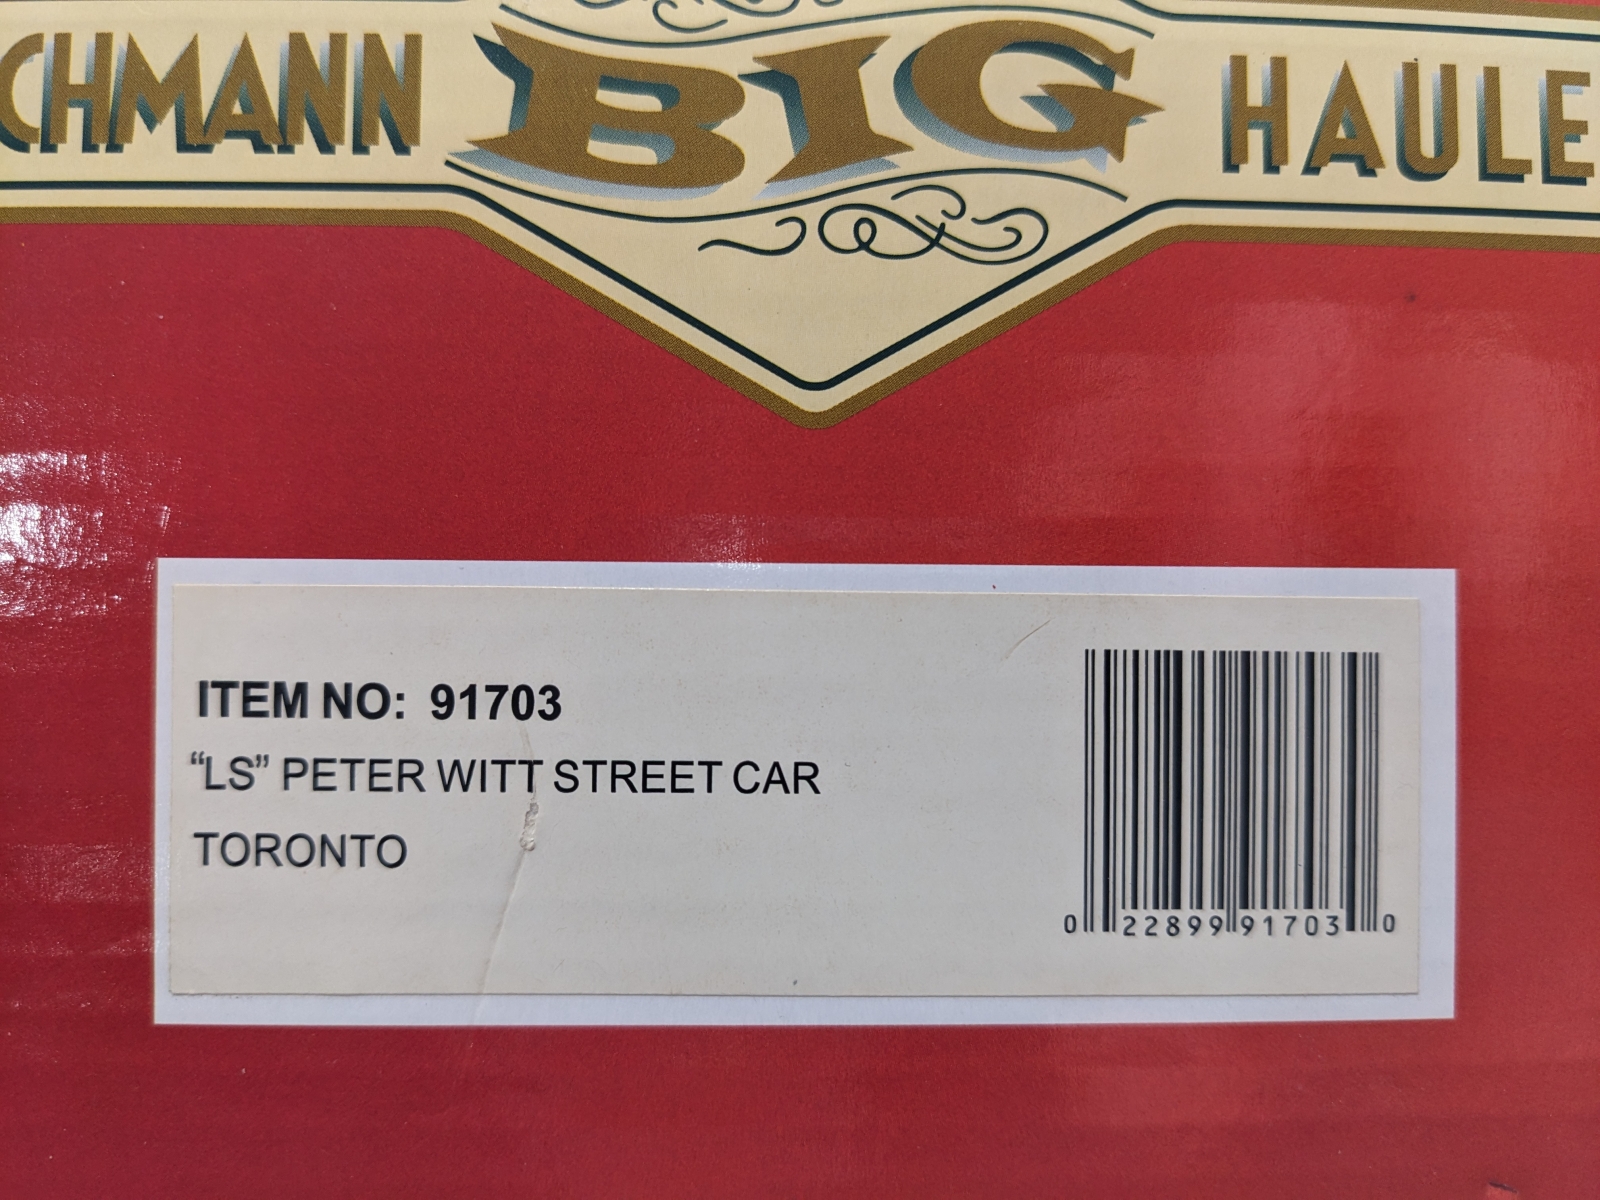 CHMANN BIG HAULE
ITEM NO: 91703
“LS” PETER WITT STREET CAR
TORONTO
0 22899 91703 0